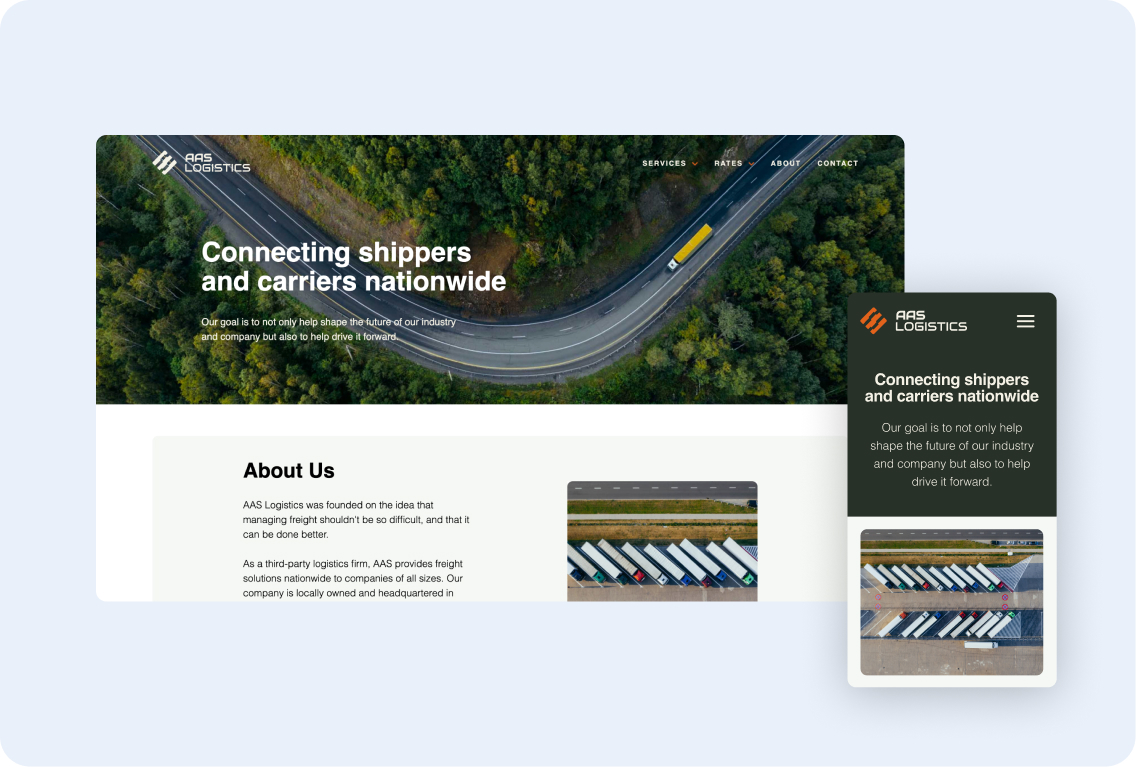 AAS
LOGISTICS
SERVICES
RATES
ABOUT
CONTACT
Connecting shippers
and carriers nationwide
Our goal is to not only help shape the future of our industry
and company but also to help drive it forward.
About Us
AAS Logistics was founded on the idea that
managing freight shouldn't be so difficult, and that it
can be done better.
As a third-party logistics firm, AAS provides freight
solutions nationwide to companies of all sizes. Our
company is locally owned and headquartered in
AAS
LOGISTICS
Connecting shippers
and carriers nationwide
Our goal is to not only help
shape the future of our industry
and company but also to help
drive it forward.